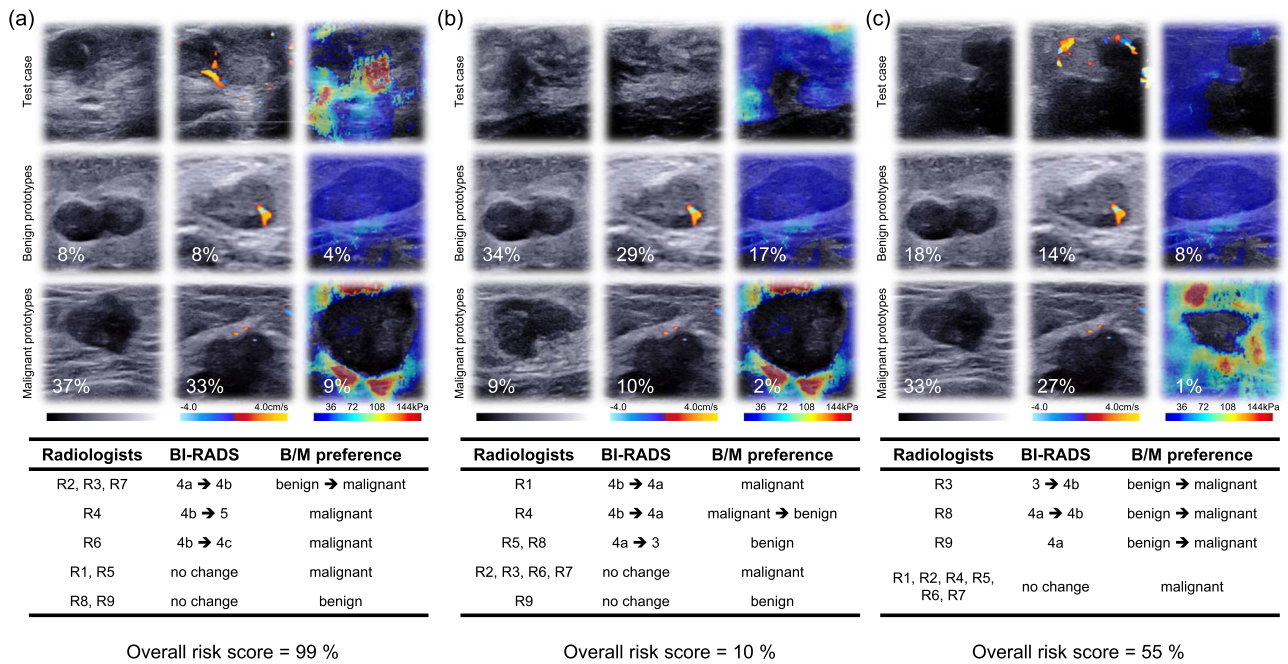 (a)
(b)
(c)
Test case
Test case
Test case
Benign prototypes
8%
8%
4%
Benign prototypes
34%
29%
17%
Benign prototypes
18%
14%
8%
Malignant prototypes
37%
33%
9%
Malignant prototypes
9%
10%
2%
Malignant prototypes
33%
27%
1%
-4.0 4.0cm/s
36 72 108 144kPa
-4.0 4.0cm/s
36 72 108 144kPa
-4.0 4.0cm/s
36 72 108 144kPa
Radiologists BI-RADS B/M preference
R2, R3, R7 4a ➔ 4b benign ➔ malignant
R4 4b ➔ 5 malignant
R6 4b ➔ 4c malignant
R1, R5 no change malignant
R8, R9 no change benign
Overall risk score = 99 %
Radiologists BI-RADS B/M preference
R1 4b ➔ 4a malignant
R4 4b ➔ 4a malignant ➔ benign
R5, R8 4a ➔ 3 benign
R2, R3, R6, R7 no change malignant
R9 no change benign
Overall risk score = 10 %
Radiologists BI-RADS B/M preference
R3 3 ➔ 4b benign ➔ malignant
R8 4a ➔ 4b benign ➔ malignant
R9 4a benign ➔ malignant
R1, R2, R4, R5,
R6, R7 no change malignant
Overall risk score = 55 %